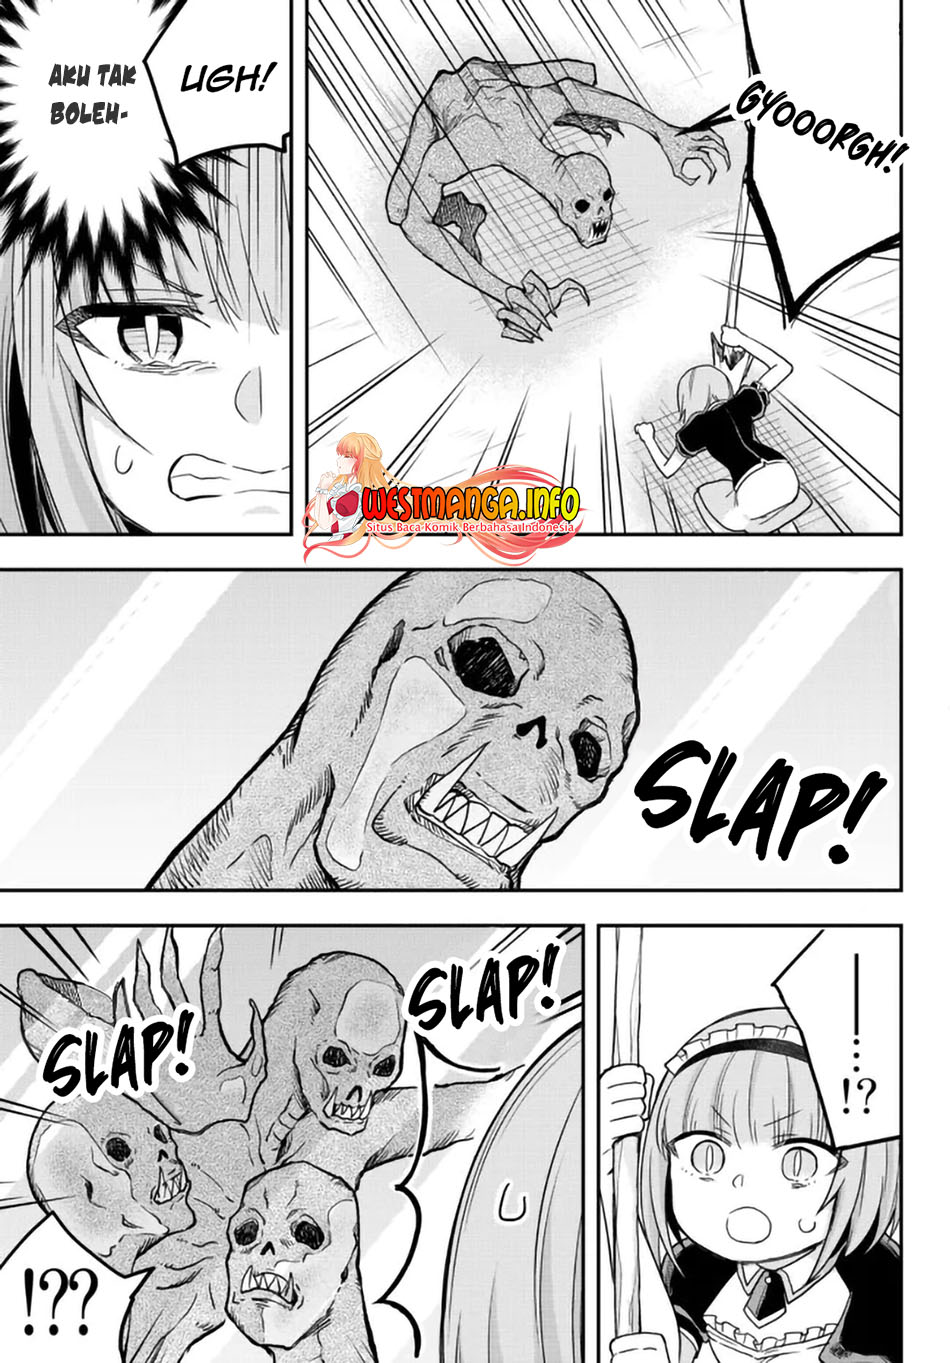 GYOOORGH!
UGH!
AKU TAK
BOLEH-
WESTMANGA.INFO
Situs Baca Komik Berbahasa Indonesia
SLAP!
!?
SLAP!
SLAP!
!??